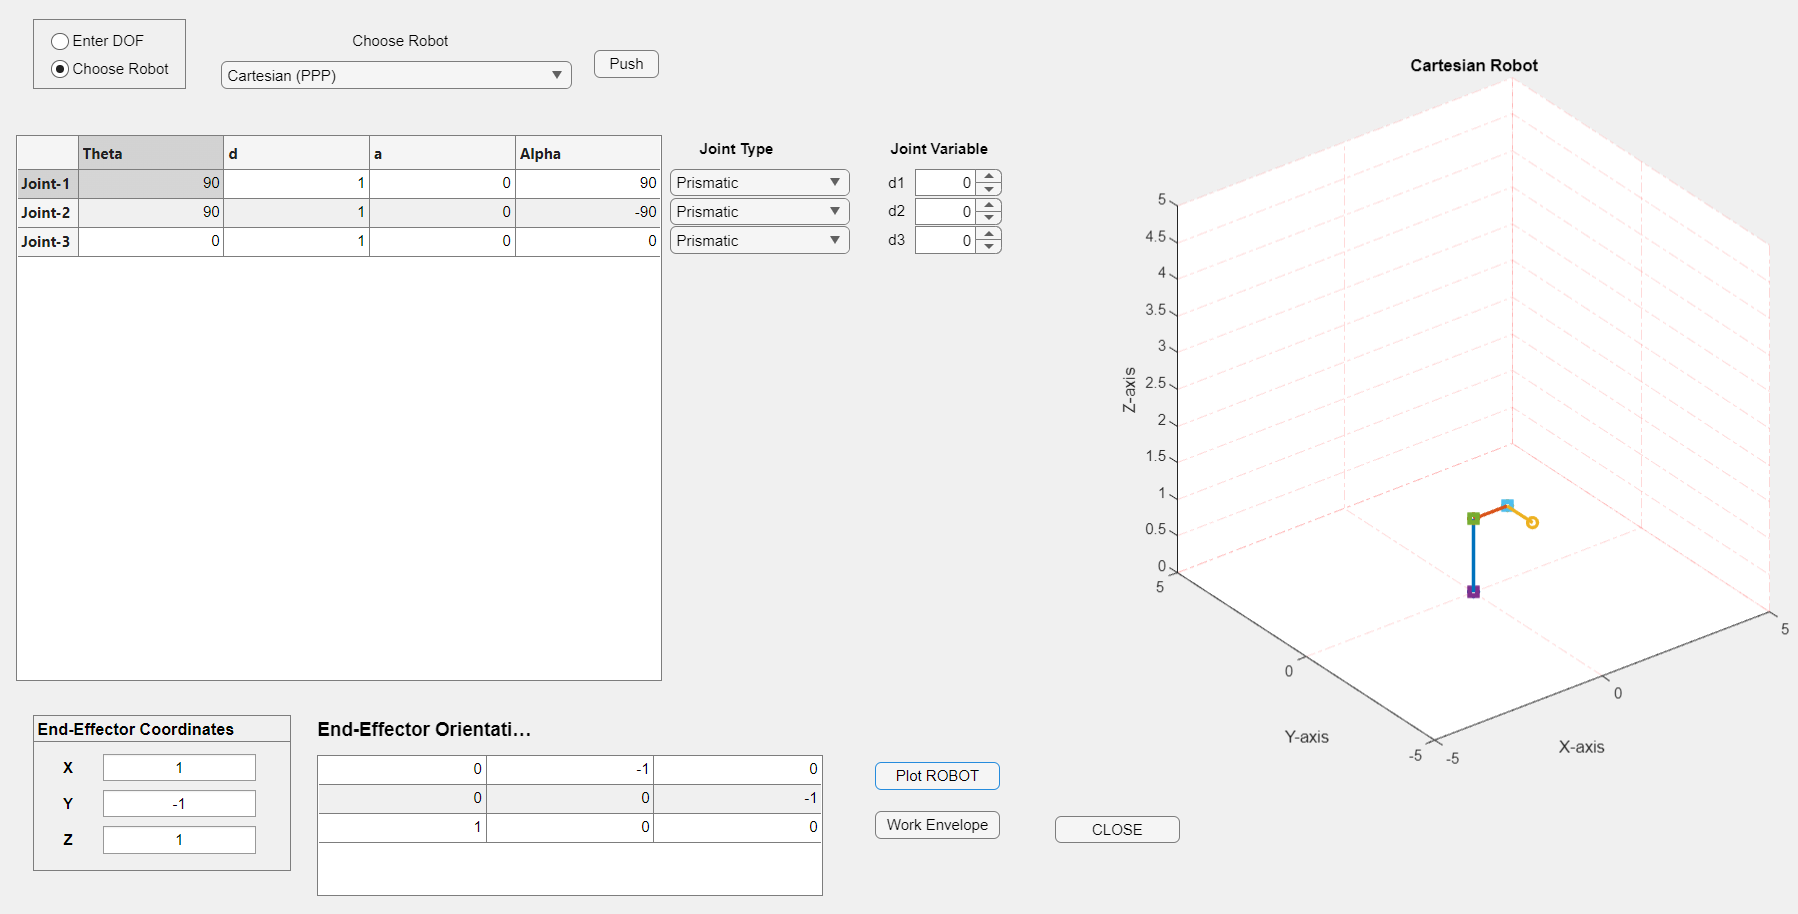 Enter DOF
Choose Robot
Choose Robot
Cartesian (PPP)
Push
Theta d a Alpha
Joint-1 90 1 0 90
Joint-2 90 1 0 -90
Joint-3 0 1 0 0
Joint Type
Prismatic
Prismatic
Prismatic
Joint Variable
d1 0
d2 0
d3 0
Cartesian Robot
5
4.5
4
3.5
3
2.5
2
1.5
1
0.5
0
Z-axis
5
0
-5
Y-axis
-5
0
5
X-axis
End-Effector Coordinates
X 1
Y -1
Z 1
End-Effector Orientati...
0 -1 0
0 0 -1
1 0 0
Plot ROBOT
Work Envelope
CLOSE